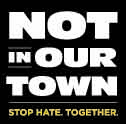 NOT
IN OUR
TOWN
STOP HATE. TOGETHER.